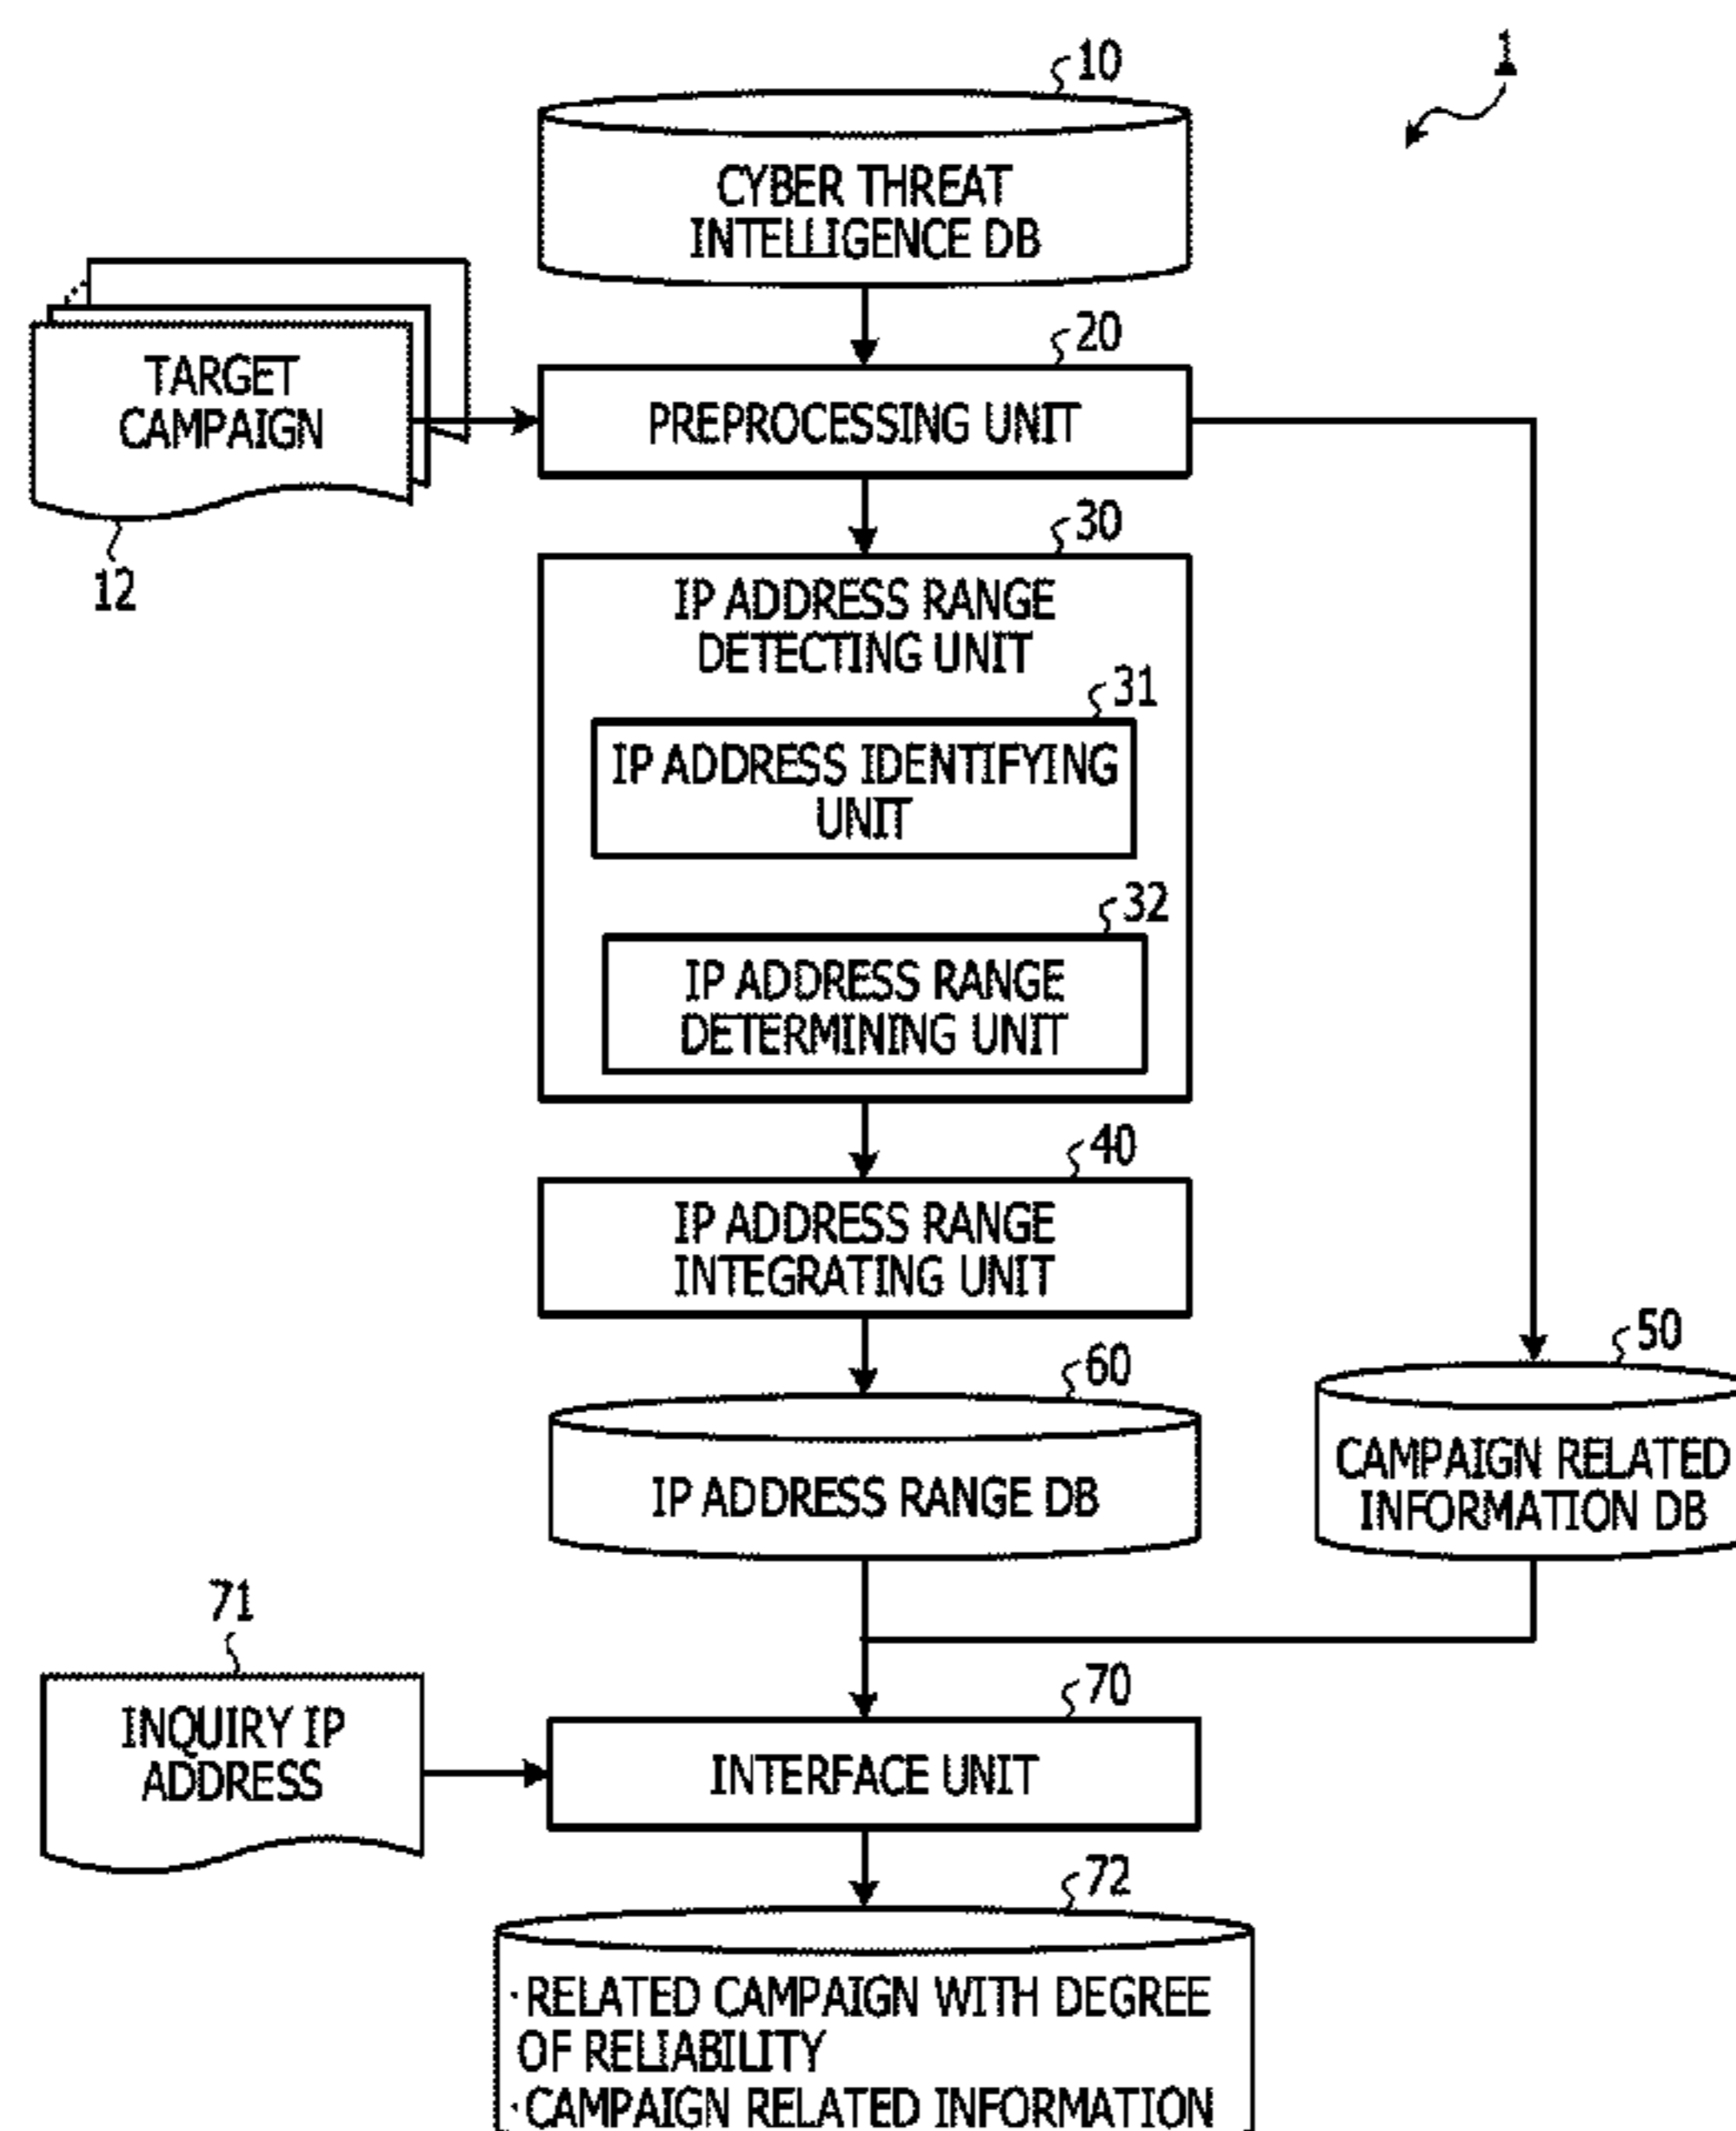 1
10
CYBER THREAT
INTELLIGENCE DB
TARGET
CAMPAIGN
12
20
PREPROCESSING UNIT
30
IP ADDRESS RANGE
DETECTING UNIT
31
IP ADDRESS IDENTIFYING
UNIT
32
IP ADDRESS RANGE
DETERMINING UNIT
40
IP ADDRESS RANGE
INTEGRATING UNIT
60
IP ADDRESS RANGE DB
50
CAMPAIGN RELATED
INFORMATION DB
71
INQUIRY IP
ADDRESS
70
INTERFACE UNIT
72
·RELATED CAMPAIGN WITH DEGREE
OF RELIABILITY
·CAMPAIGN RELATED INFORMATION